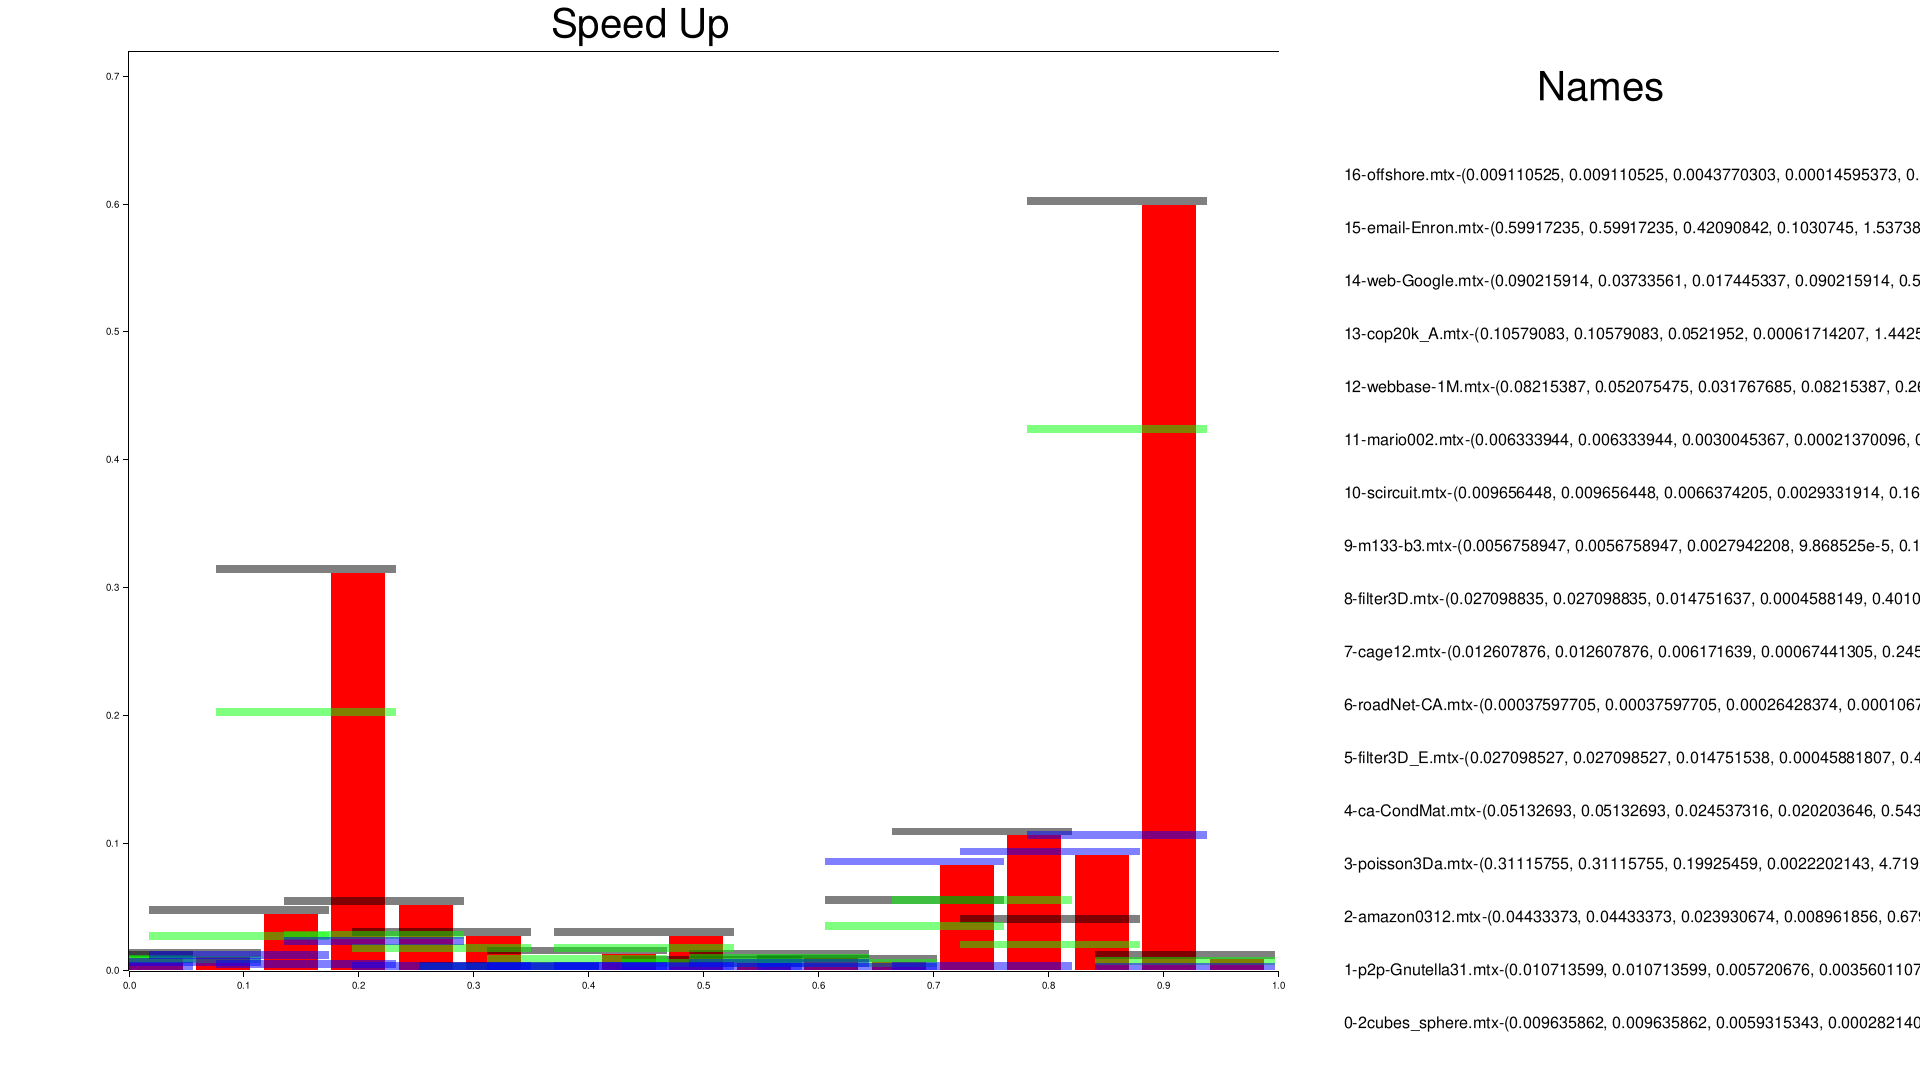 Speed Up
Names
0.7
0.6
0.5
0.4
0.3
0.2
0.1
0.0
0.0 0.1 0.2 0.3 0.4 0.5 0.6 0.7 0.8 0.9 1.0
16-offshore.mtx-(0.009110525, 0.009110525, 0.0043770303, 0.00014595373, 0.
15-email-Enron.mtx-(0.59917235, 0.59917235, 0.42090842, 0.1030745, 1.53738
14-web-Google.mtx-(0.090215914, 0.03733561, 0.017445337, 0.090215914, 0.5
13-cop20k_A.mtx-(0.10579083, 0.10579083, 0.0521952, 0.00061714207, 1.4425
12-webbase-1M.mtx-(0.08215387, 0.052075475, 0.031767685, 0.08215387, 0.26
11-mario002.mtx-(0.006333944, 0.006333944, 0.0030045367, 0.00021370096, 0
10-scircuit.mtx-(0.009656448, 0.009656448, 0.0066374205, 0.0029331914, 0.16
9-m133-b3.mtx-(0.0056758947, 0.0056758947, 0.0027942208, 9.868525e-5, 0.1
8-filter3D.mtx-(0.027098835, 0.027098835, 0.014751637, 0.0004588149, 0.4010
7-cage12.mtx-(0.012607876, 0.012607876, 0.006171639, 0.00067441305, 0.245
6-roadNet-CA.mtx-(0.00037597705, 0.00037597705, 0.00026428374, 0.0001067
5-filter3D_E.mtx-(0.027098527, 0.027098527, 0.014751538, 0.00045881807, 0.4
4-ca-CondMat.mtx-(0.05132693, 0.05132693, 0.024537316, 0.020203646, 0.543
3-poisson3Da.mtx-(0.31115755, 0.31115755, 0.19925459, 0.0022202143, 4.719
2-amazon0312.mtx-(0.04433373, 0.04433373, 0.023930674, 0.008961856, 0.679
1-p2p-Gnutella31.mtx-(0.010713599, 0.010713599, 0.005720676, 0.0035601107
0-2cubes_sphere.mtx-(0.009635862, 0.009635862, 0.0059315343, 0.000282140